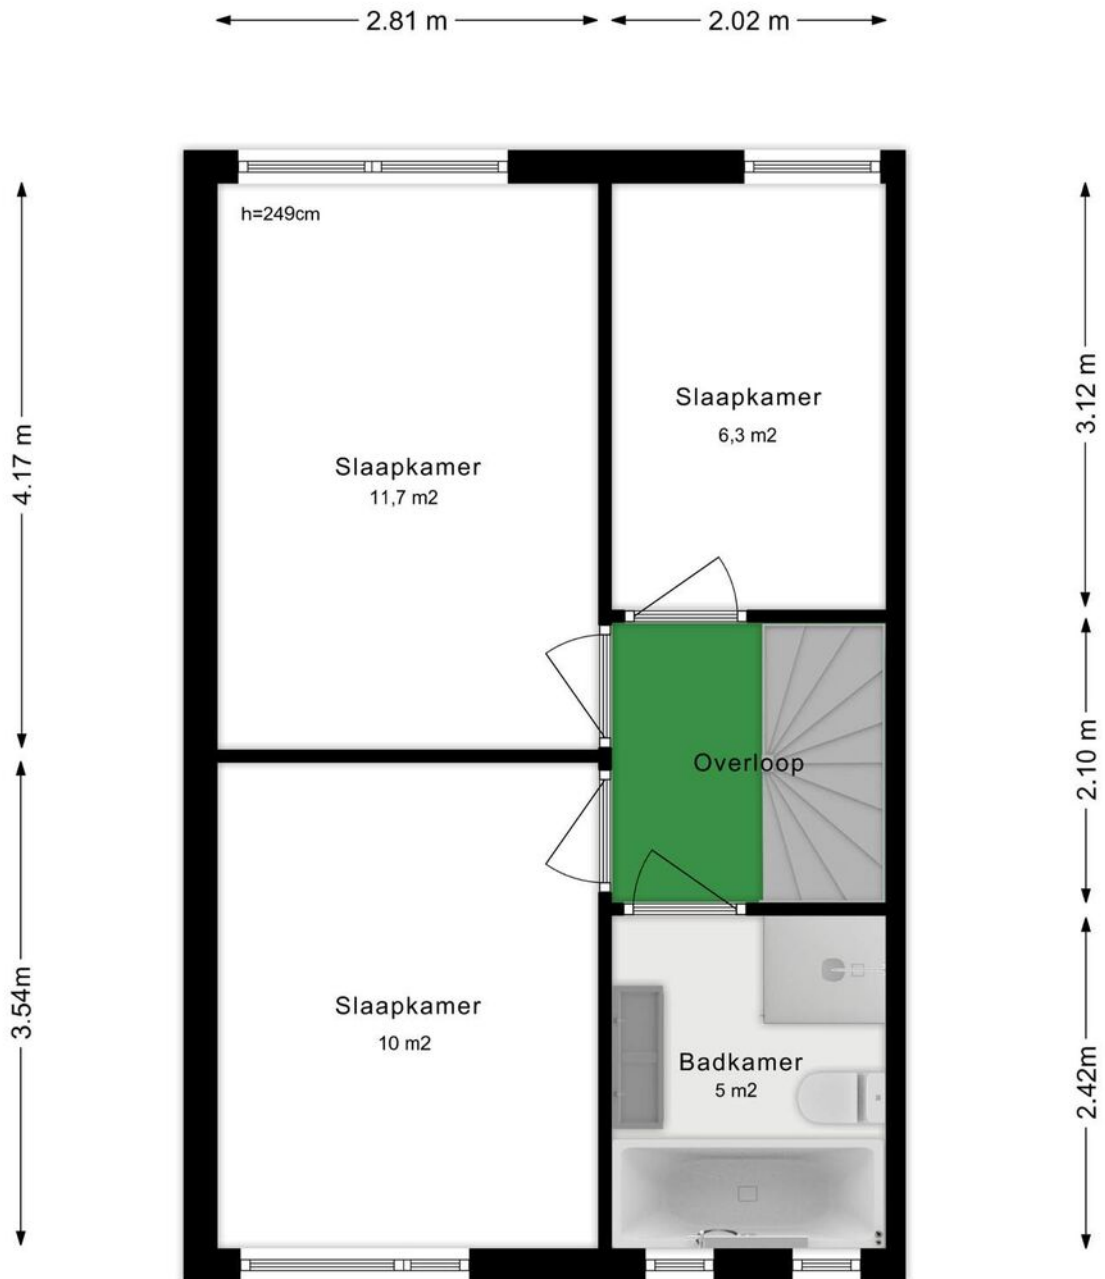 2.81 m
2.02 m
h=249cm
4.17 m
3.12 m
Slaapkamer
6,3 m2
Slaapkamer
11,7 m2
Overloop
2.10 m
3.54m
Slaapkamer
10 m2
Badkamer
5 m2
2.42m